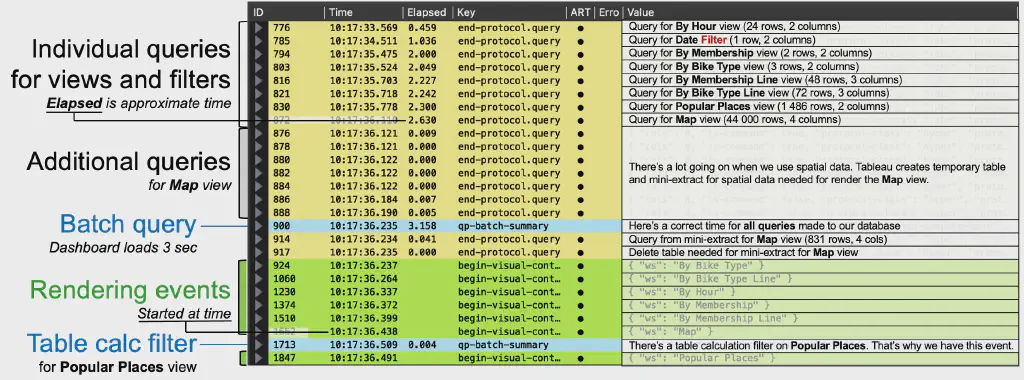 ID Time Elapsed Key ART Erro Value
Individual queries
for views and filters
Elapsed is approximate time
776 10:17:33.569 0.459 end-protocol.query ● Query for By Hour view (24 rows, 2 columns)
785 10:17:34.511 1.036 end-protocol.query ● Query for Date Filter (1 row, 2 columns)
794 10:17:35.475 2.000 end-protocol.query ● Query for By Membership view (2 rows, 2 columns)
803 10:17:35.524 2.049 end-protocol.query ● Query for By Bike Type view (3 rows, 2 columns)
816 10:17:35.703 2.227 end-protocol.query ● Query for By Membership Line view (48 rows, 3 columns)
821 10:17:35.718 2.242 end-protocol.query ● Query for By Bike Type Line view (72 rows, 3 columns)
830 10:17:35.778 2.300 end-protocol.query ● Query for Popular Places view (1 486 rows, 2 columns)
872 2.630 end-protocol.query ● Query for Map view (44 000 rows, 4 columns)
Additional queries
for Map view
876 10:17:36.121 0.009 end-protocol.query ●
878 10:17:36.121 0.000 end-protocol.query ●
880 10:17:36.122 0.000 end-protocol.query ●
882 10:17:36.122 0.000 end-protocol.query ●
884 10:17:36.122 0.000 end-protocol.query ●
886 10:17:36.184 0.007 end-protocol.query ●
888 10:17:36.190 0.005 end-protocol.query ●
There's a lot going on when we use spatial data. Tableau creates temporary table
and mini-extract for spatial data needed for render the Map view.
Batch query
Dashboard loads 3 sec
900 10:17:36.235 3.158 qp-batch-summary Here's a correct time for all queries made to our database
914 10:17:36.234 0.041 end-protocol.query ● Query from mini-extract for Map view (831 rows, 4 cols)
917 10:17:36.235 0.000 end-protocol.query ● Delete table needed for mini-extract for Map view
Rendering events
Started at time
924 10:17:36.237 begin-visual-cont… ● { "ws": "By Bike Type" }
1060 10:17:36.264 begin-visual-cont… ● { "ws": "By Bike Type Line" }
1230 10:17:36.337 begin-visual-cont… ● { "ws": "By Hour" }
1374 10:17:36.372 begin-visual-cont… ● { "ws": "By Membership" }
1510 10:17:36.399 begin-visual-cont… ● { "ws": "By Membership Line" }
10:17:36.438 begin-visual-cont… ● { "ws": "Map" }
Table calc filter
for Popular Places view
1713 10:17:36.509 0.004 qp-batch-summary There's a table calculation filter on Popular Places. That's why we have this event.
1847 10:17:36.491 begin-visual-cont… ● { "ws": "Popular Places" }